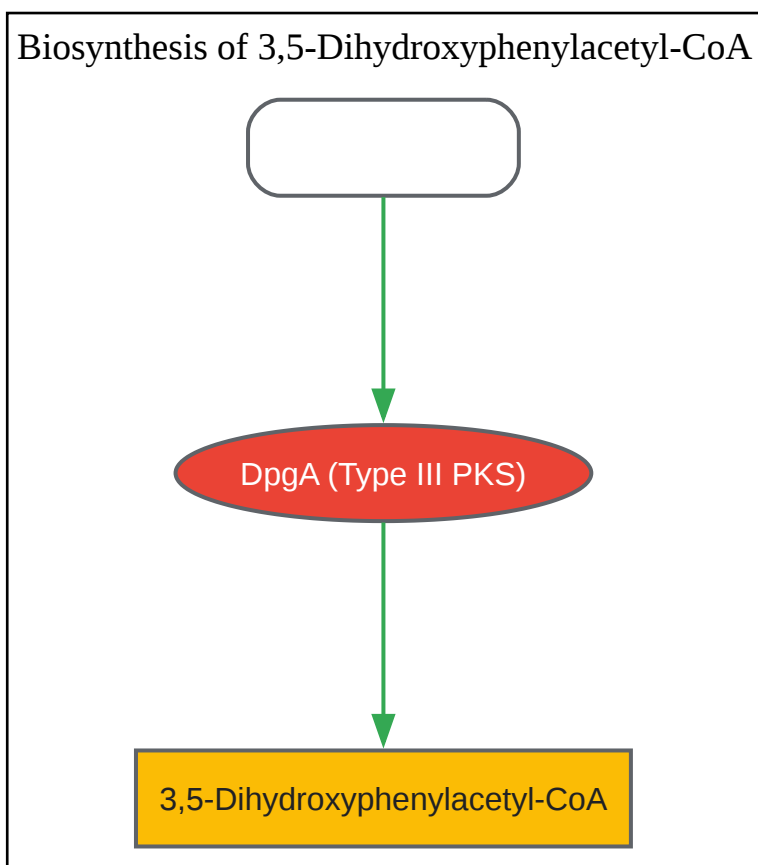 Biosynthesis of 3,5-Dihydroxyphenylacetyl-CoA
DpgA (Type III PKS)
3,5-Dihydroxyphenylacetyl-CoA